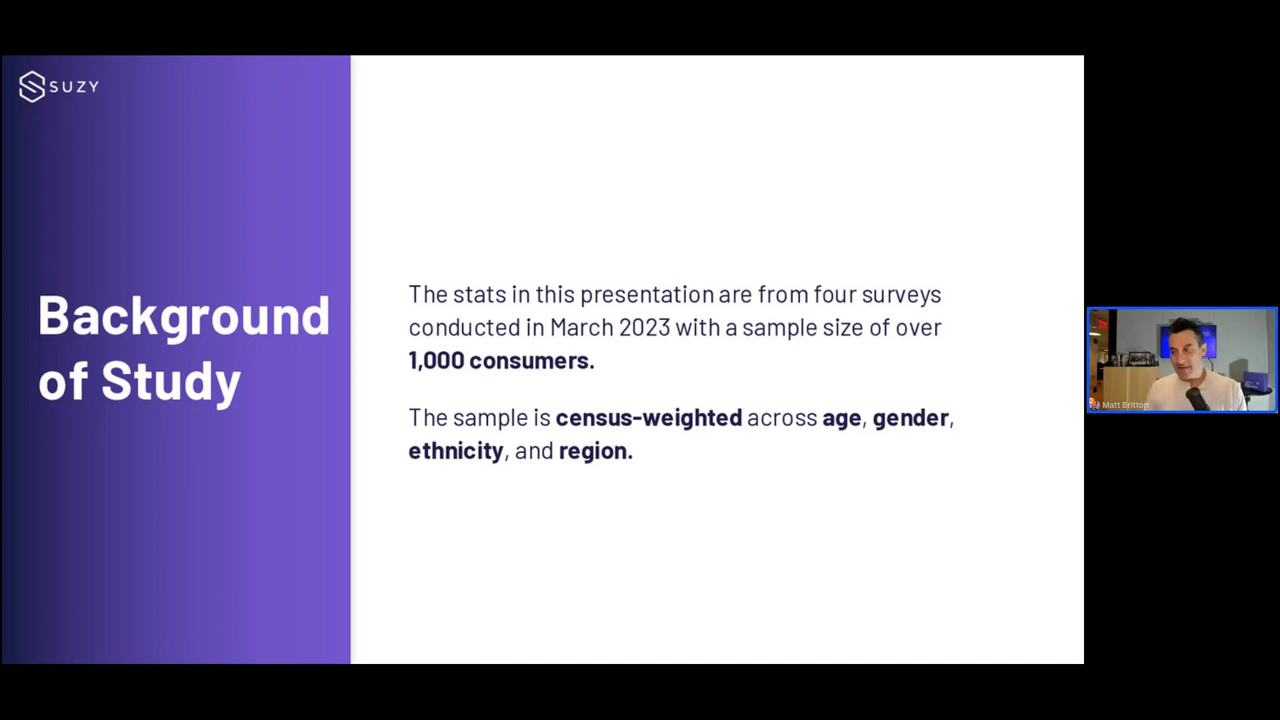 SUZY
Background
of Study
The stats in this presentation are from four surveys
conducted in March 2023 with a sample size of over
1,000 consumers.
The sample is census-weighted across age, gender,
ethnicity, and region.
Matt Britton